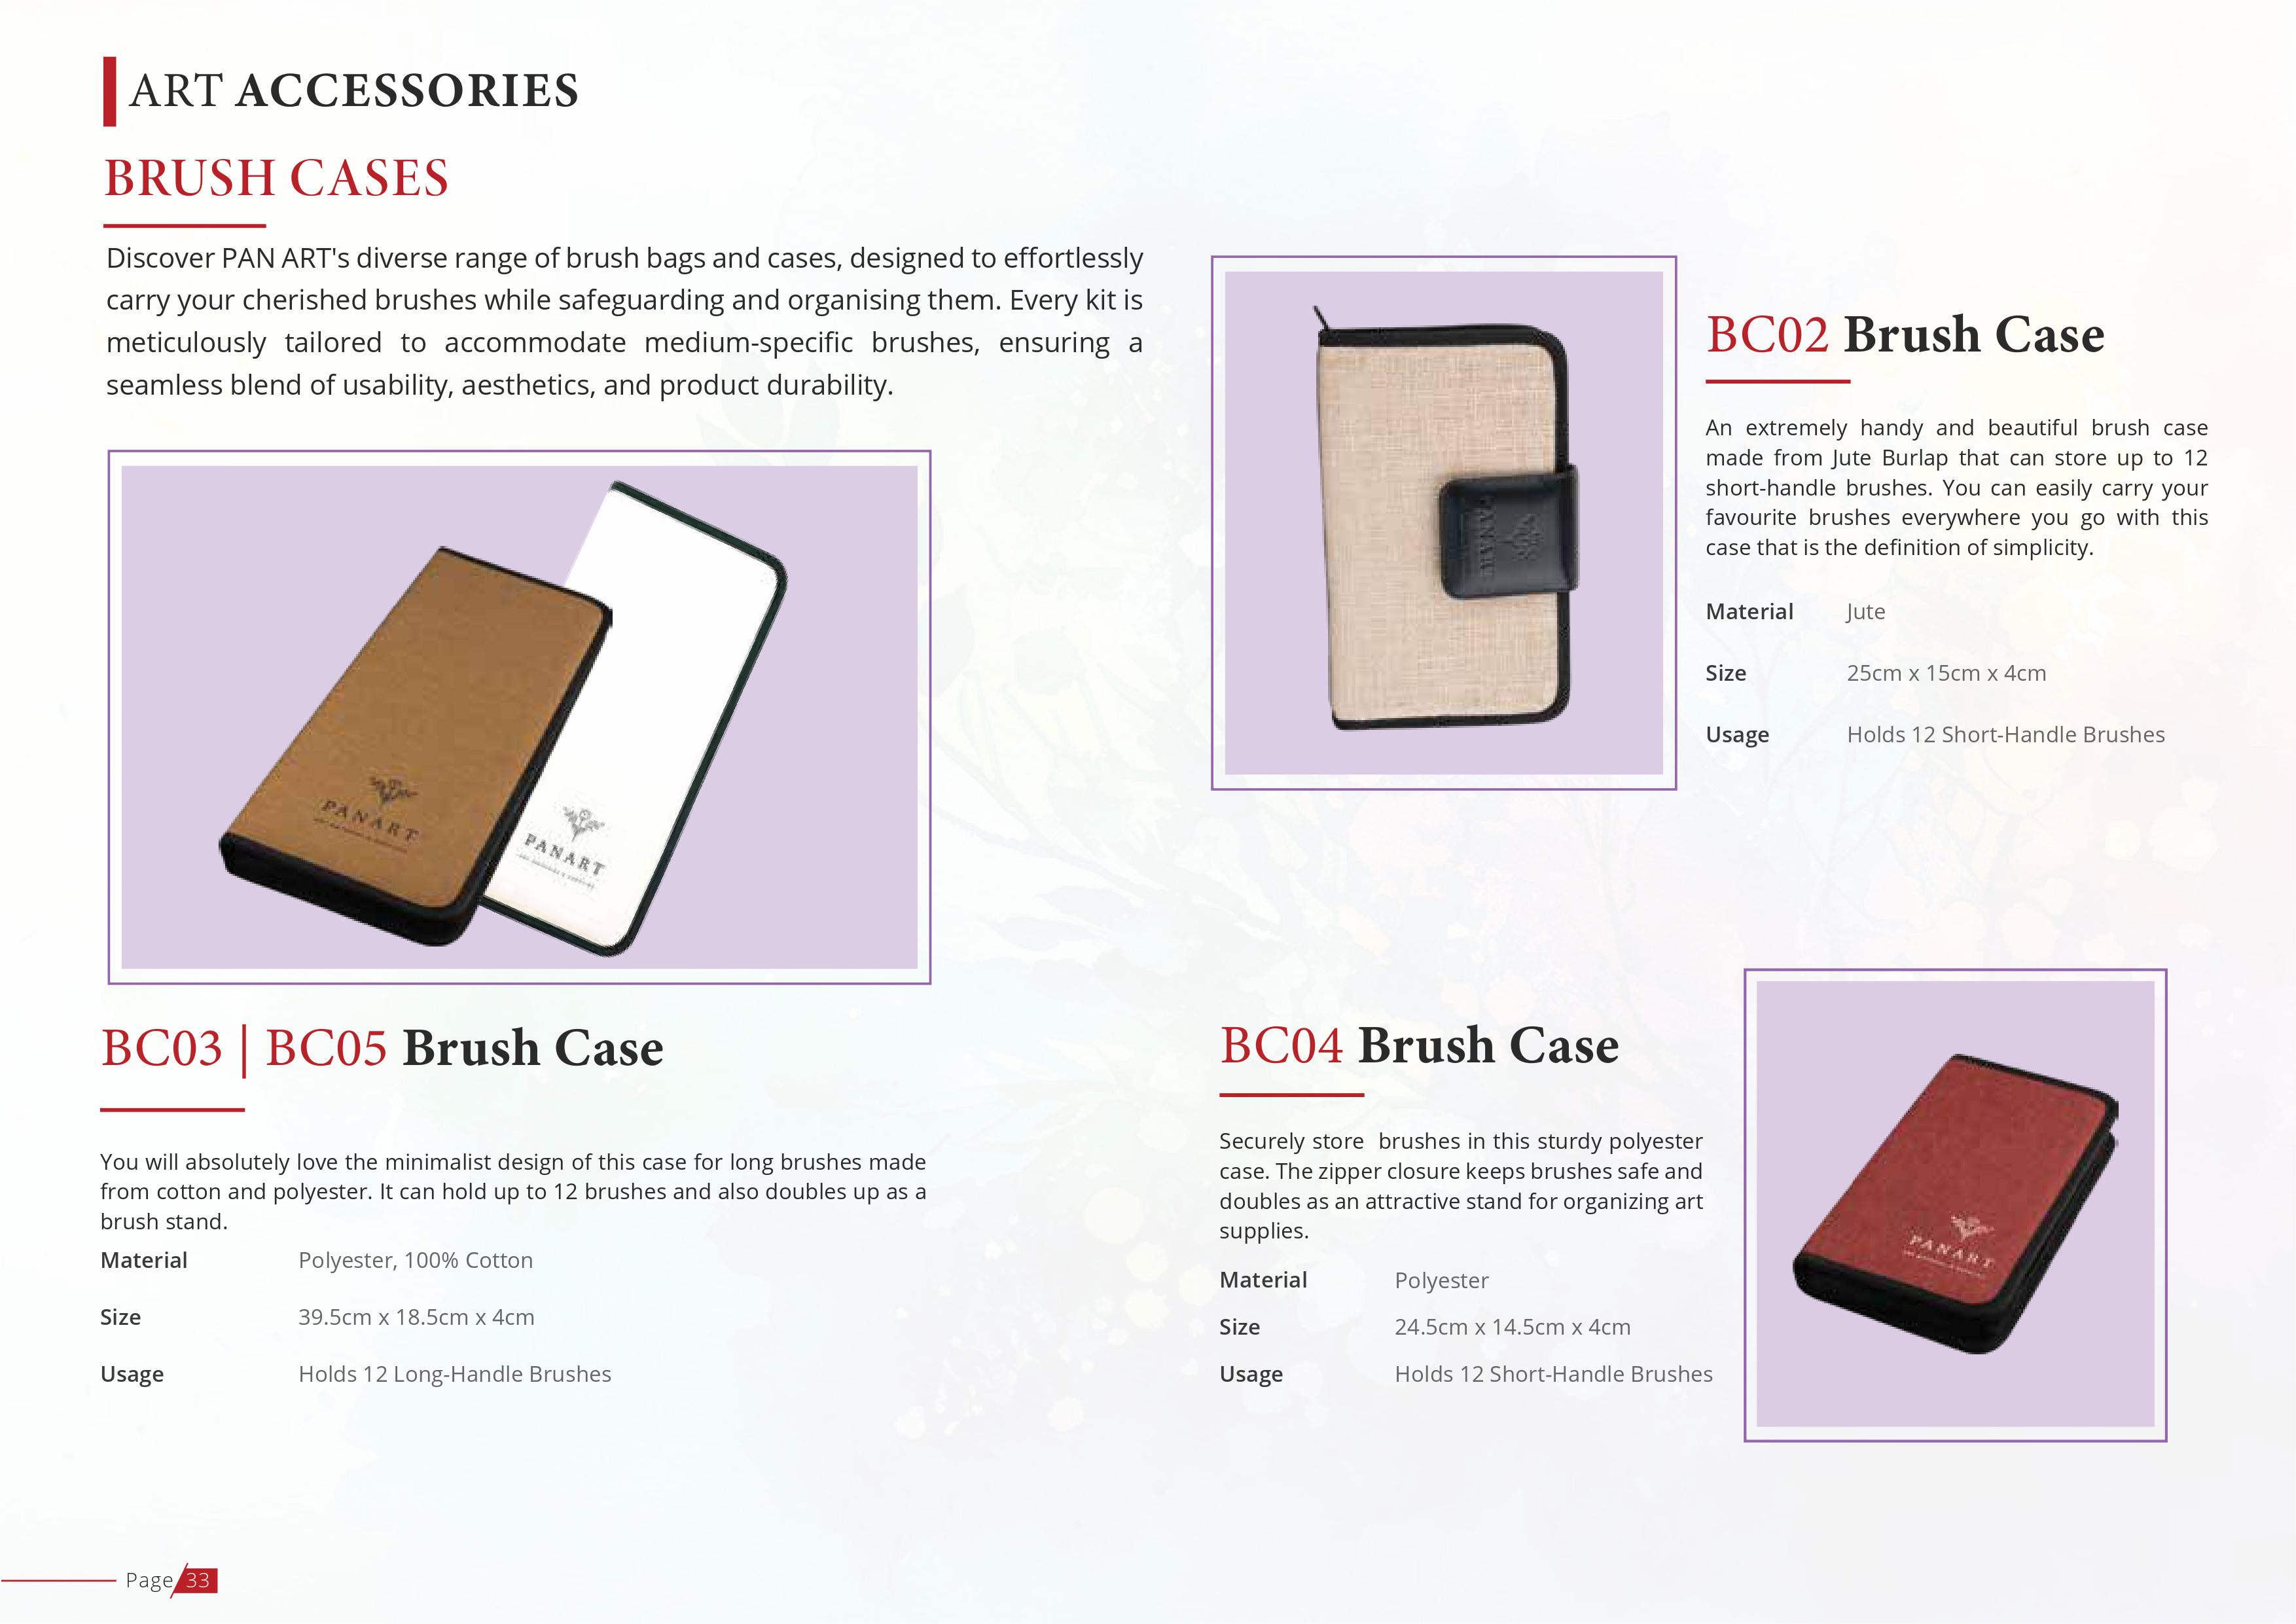 ART ACCESSORIES
BRUSH CASES
Discover PAN ART's diverse range of brush bags and cases, designed to effortlessly
carry your cherished brushes while safeguarding and organising them. Every kit is
meticulously tailored to accommodate medium-specific brushes, ensuring a
seamless blend of usability, aesthetics, and product durability.
PANART
PANART
BC03 | BC05 Brush Case
You will absolutely love the minimalist design of this case for long brushes made
from cotton and polyester. It can hold up to 12 brushes and also doubles up as a
brush stand.
Material Polyester, 100% Cotton
Size 39.5cm x 18.5cm x 4cm
Usage Holds 12 Long-Handle Brushes
PANART
BC02 Brush Case
An extremely handy and beautiful brush case
made from Jute Burlap that can store up to 12
short-handle brushes. You can easily carry your
favourite brushes everywhere you go with this
case that is the definition of simplicity.
Material Jute
Size 25cm x 15cm x 4cm
Usage Holds 12 Short-Handle Brushes
BC04 Brush Case
Securely store brushes in this sturdy polyester
case. The zipper closure keeps brushes safe and
doubles as an attractive stand for organizing art
supplies.
Material Polyester
Size 24.5cm x 14.5cm x 4cm
Usage Holds 12 Short-Handle Brushes
PANART
Page 33